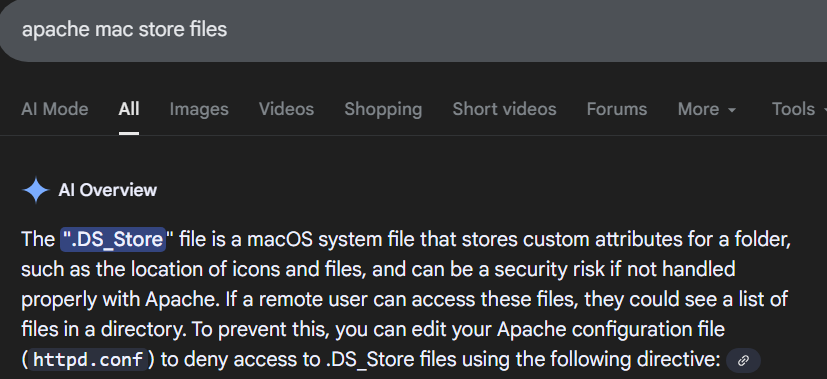 apache mac store files
AI Mode All Images Videos Shopping Short videos Forums More Tools
AI Overview
The ".DS_Store" file is a macOS system file that stores custom attributes for a folder,
such as the location of icons and files, and can be a security risk if not handled
properly with Apache. If a remote user can access these files, they could see a list of
files in a directory. To prevent this, you can edit your Apache configuration file
(httpd.conf) to deny access to .DS_Store files using the following directive: